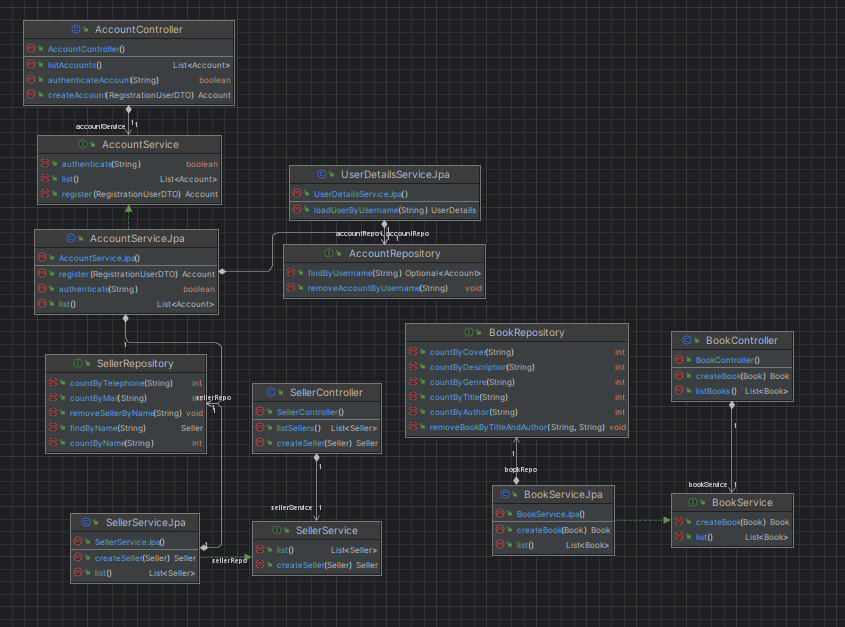 AccountController
AccountController()
listAccounts() List<Account>
authenticateAccount(String) boolean
createAccount(RegistrationUserDTO) Account
1
accountService 1
AccountService
authenticate(String) boolean
list() List<Account>
register(RegistrationUserDTO) Account
UserDetailsServiceJpa
UserDetailsServiceJpa()
loadUserByUsername(String) UserDetails
accountRepo 1 accountRepo
1
AccountServiceJpa
AccountServiceJpa()
register(RegistrationUserDTO) Account
authenticate(String) boolean
list() List<Account>
AccountRepository
findByUsername(String) Optional<Account>
removeAccountByUsername(String) void
1
SellerRepository
countByTelephone(String) int
countByMail(String) int
removeSellerByName(String) void
findByName(String) Seller
countByName(String) int
sellerRepo
1
SellerController
SellerController()
listSellers() List<Seller>
createSeller(Seller) Seller
1
sellerService 1
BookRepository
countByCover(String) int
countByDescription(String) int
countByGenre(String) int
countByTitle(String) int
countByAuthor(String) int
removeBookByTitleAndAuthor(String, String) void
1
bookRepo
1
BookController
BookController()
createBook(Book) Book
listBooks() List<Book>
1
bookService 1
SellerServiceJpa
SellerServiceJpa()
createSeller(Seller) Seller
list() List<Seller>
1
sellerRepo
SellerService
list() List<Seller>
createSeller(Seller) Seller
BookServiceJpa
BookServiceJpa()
createBook(Book) Book
list() List<Book>
BookService
createBook(Book) Book
list() List<Book>